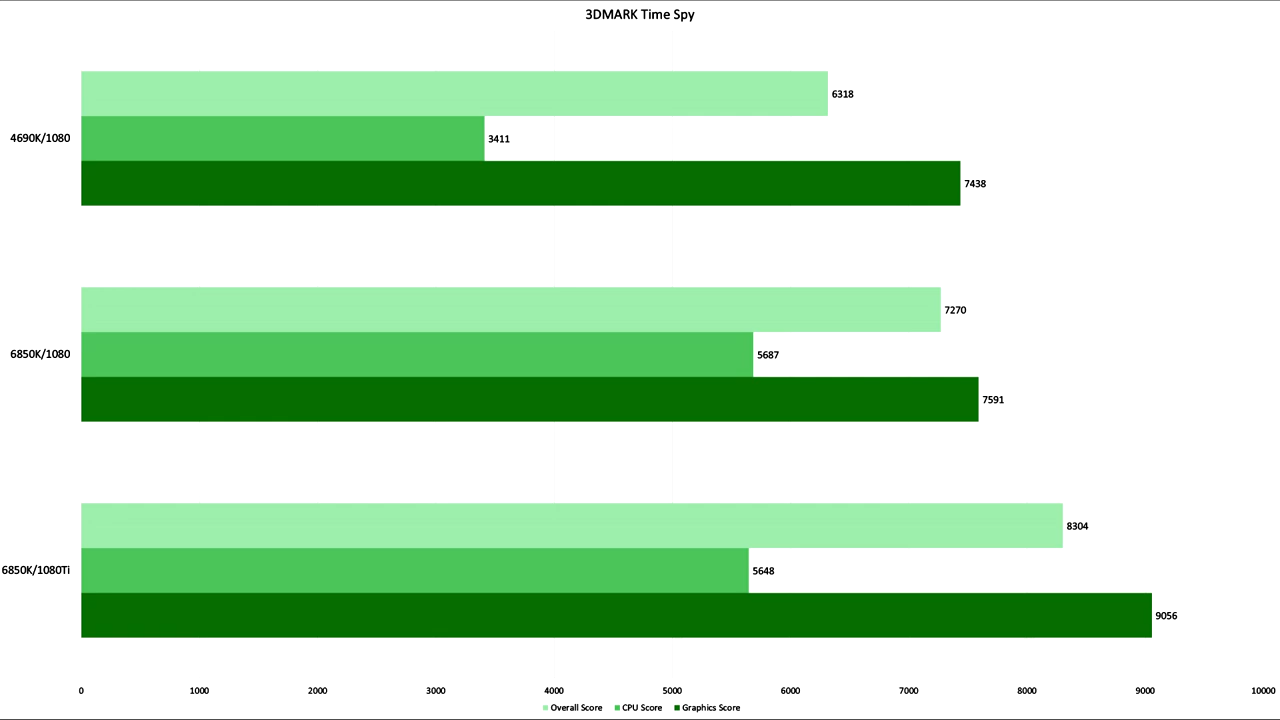 3DMARK Time Spy
6318
4690K/1080
3411
7438
7270
6850K/1080
5687
7591
8304
6850K/1080Ti
5648
9056
0 1000 2000 3000 4000 5000 6000 7000 8000 9000 10000
Overall Score CPU Score Graphics Score